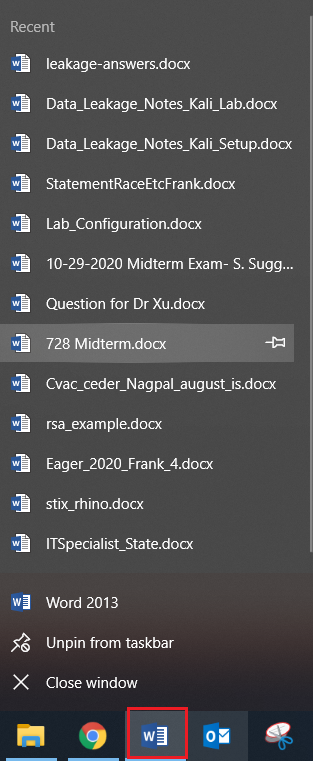 Recent
leakage-answers.docx
Data_Leakage_Notes_Kali_Lab.docx
Data_Leakage_Notes_Kali_Setup.docx
StatementRaceEtcFrank.docx
Lab_Configuration.docx
10-29-2020 Midterm Exam- S. Sugg...
Question for Dr Xu.docx
728 Midterm.docx
Cvac_ceder_Nagpal_august_is.docx
rsa_example.docx
Eager_2020_Frank_4.docx
stix_rhino.docx
ITSpecialist_State.docx
Word 2013
Unpin from taskbar
Close window